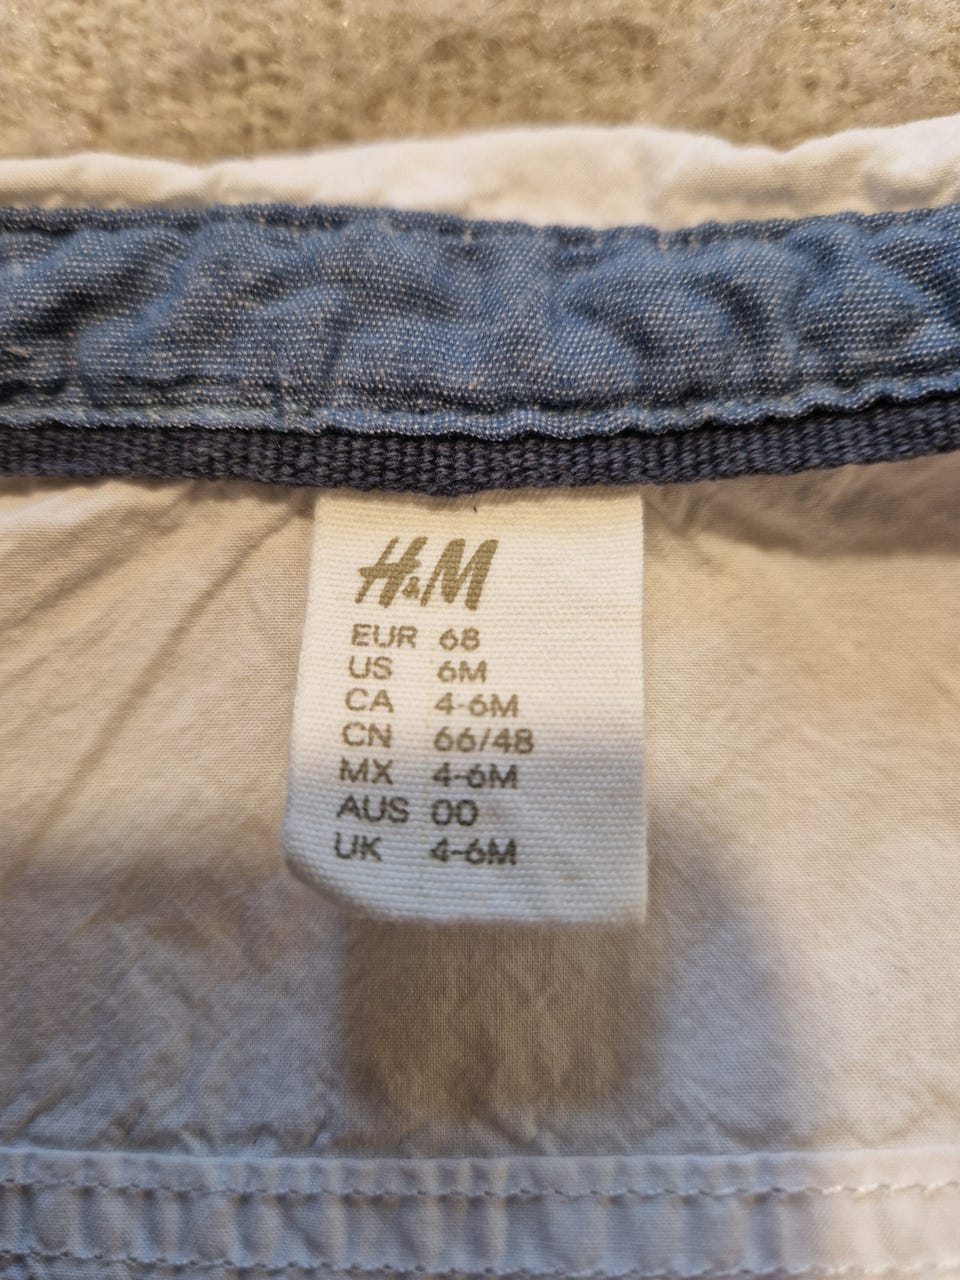 H&M
EUR 68
US 6M
CA 4-6M
CN 66/48
MX 4-6M
AUS 00
UK 4-6M